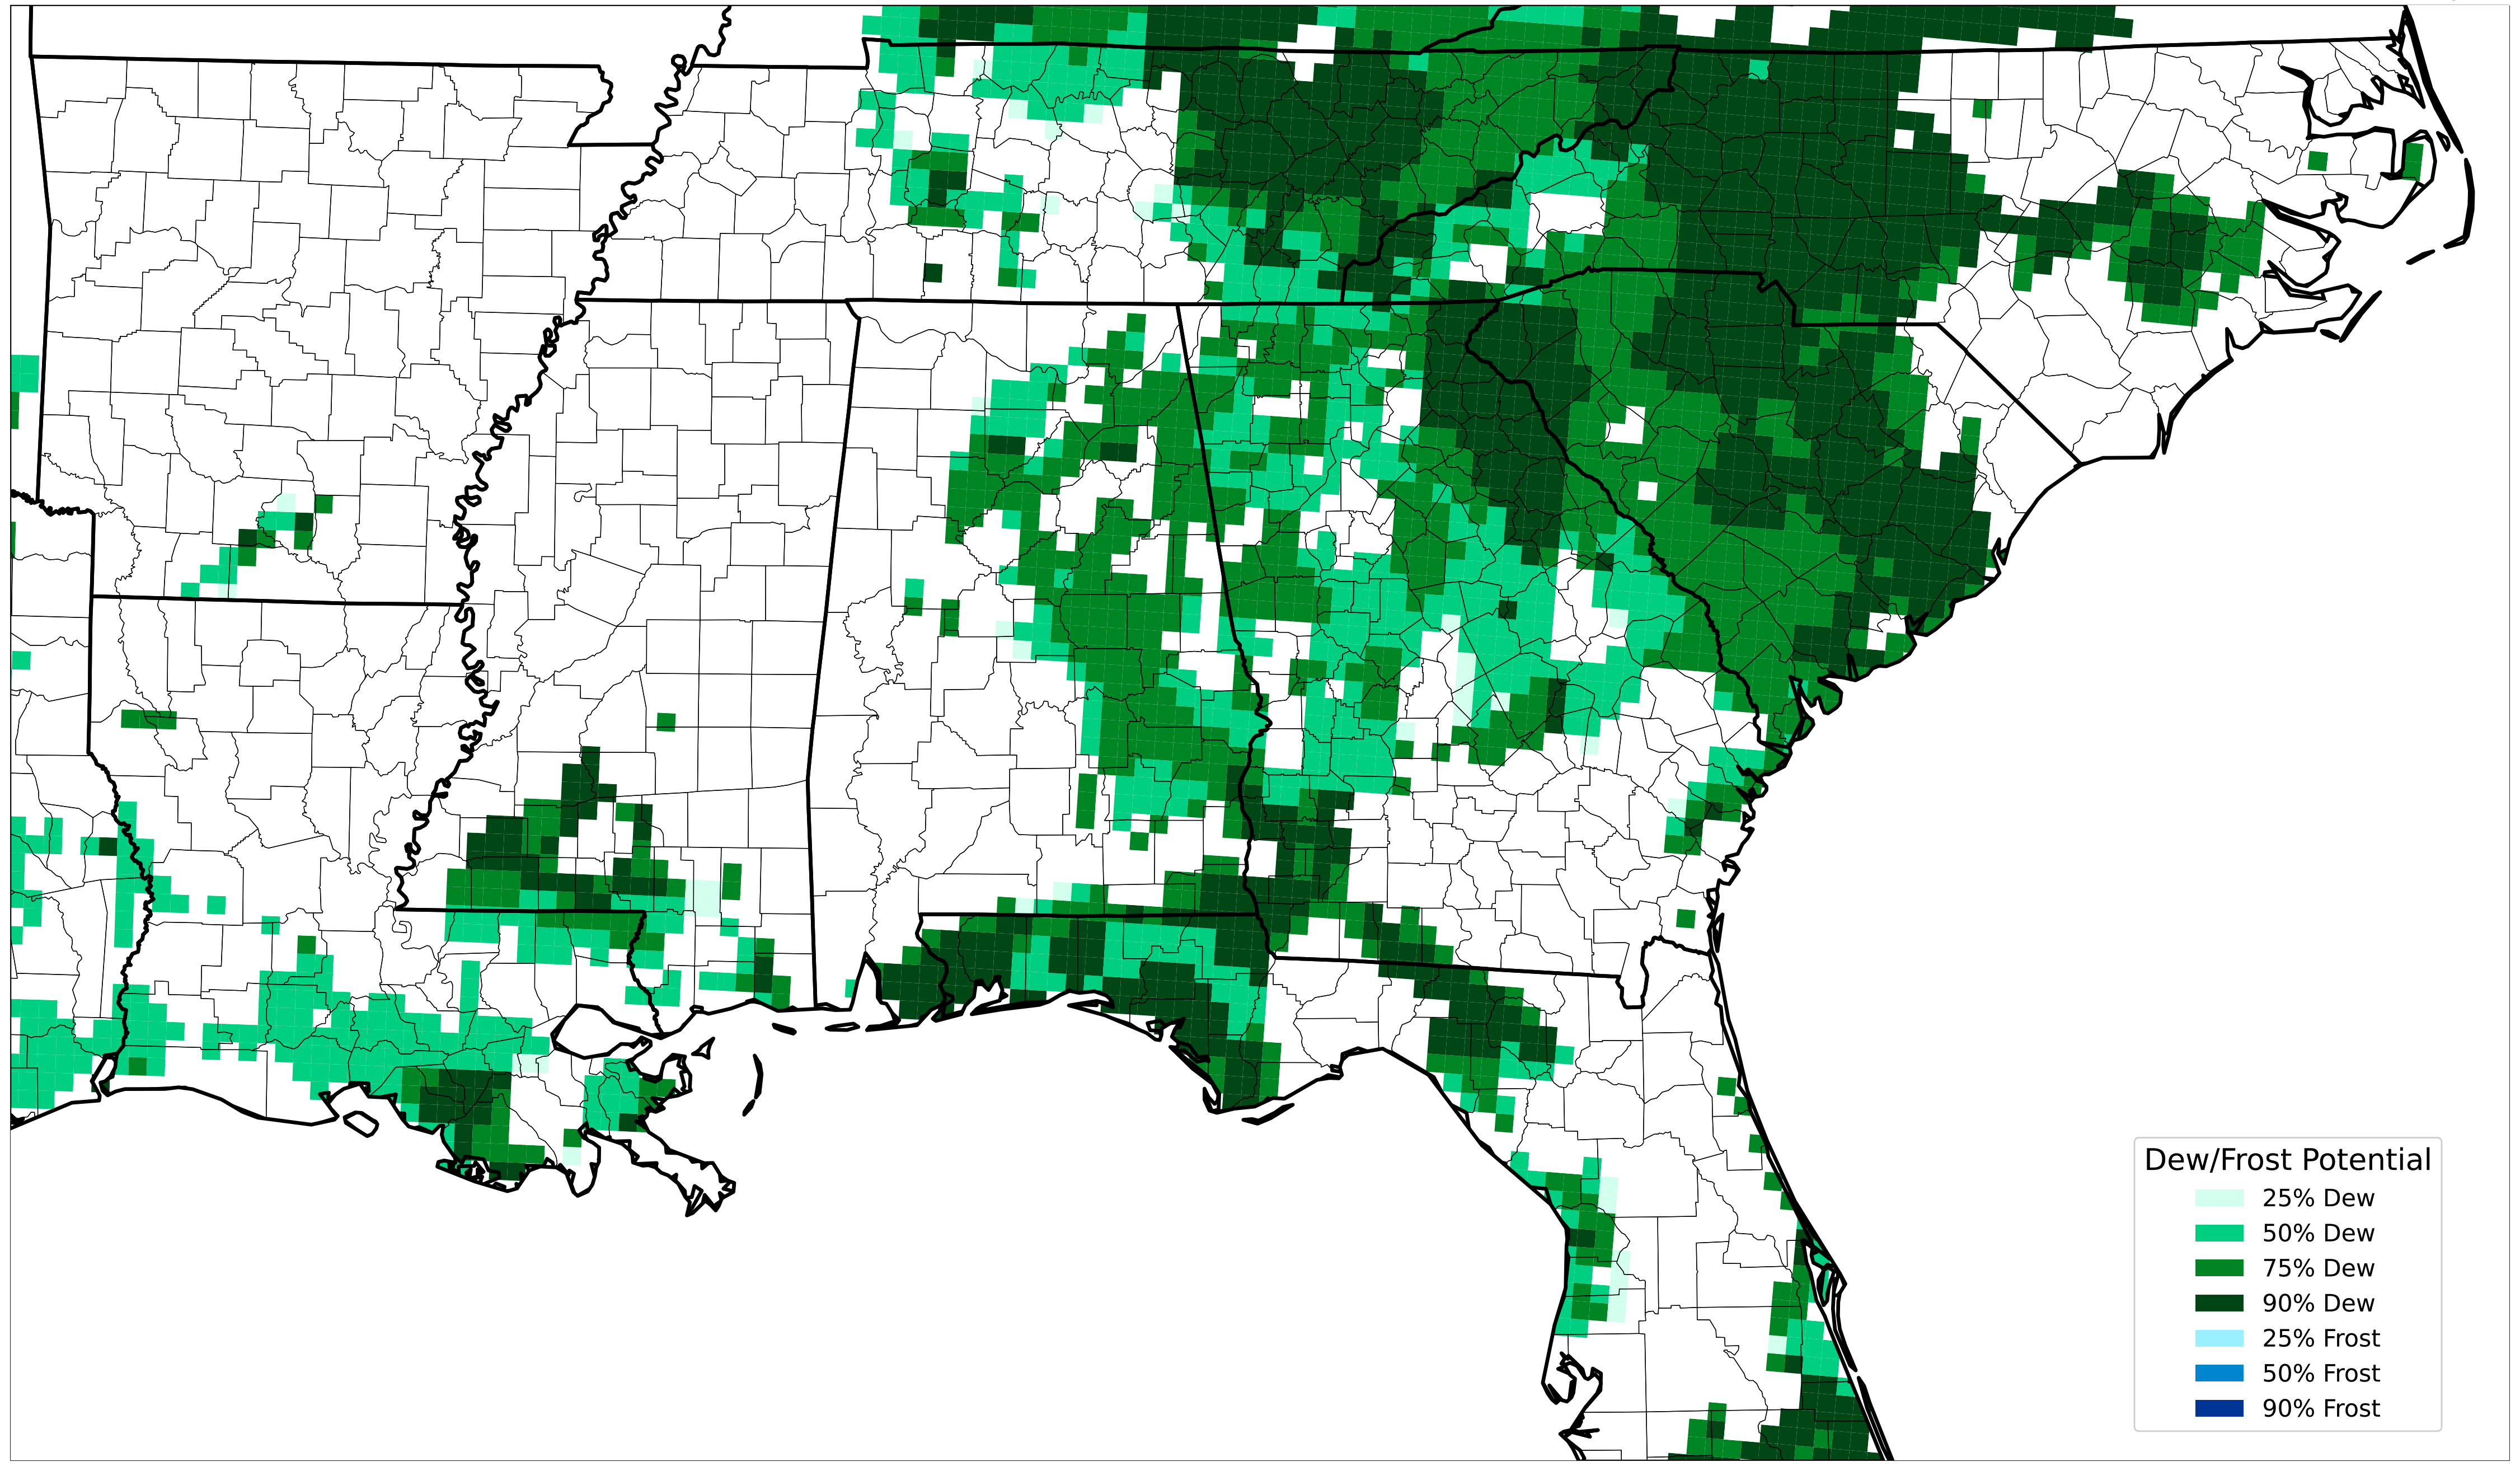 Dew/Frost Potential
25% Dew
50% Dew
75% Dew
90% Dew
25% Frost
50% Frost
90% Frost